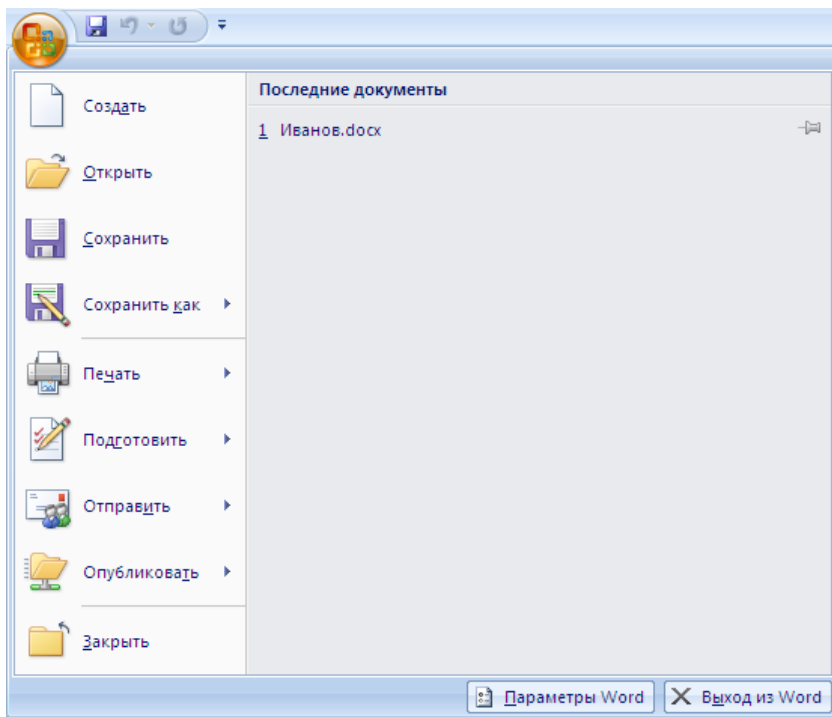 Создать
Открыть
Сохранить
Сохранить как
Печать
Подготовить
Отправить
Опубликовать
Закрыть
Последние документы
1 Иванов.docx
Параметры Word
Выход из Word